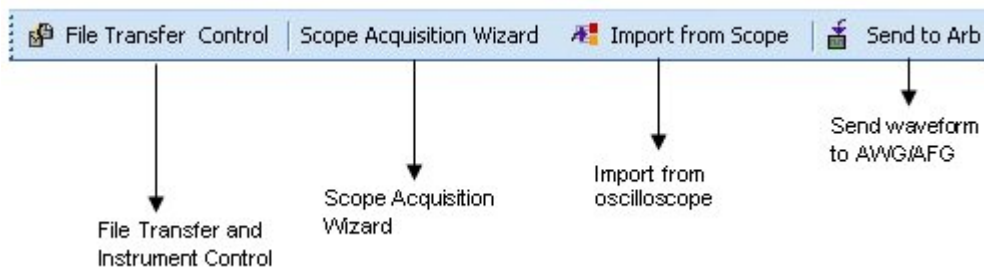 File Transfer Control Scope Acquisition Wizard Import from Scope Send to Arb
Send waveform
to AWG/AFG
Import from
oscilloscope
Scope Acquisition
Wizard
File Transfer and
Instrument Control